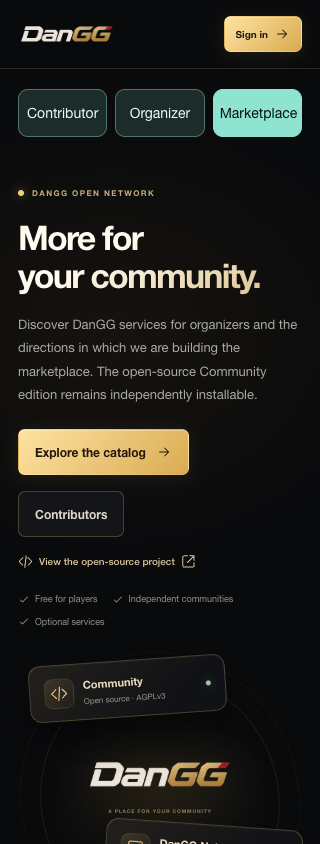 DanGG
Sign in
Contributor
Organizer
Marketplace
DANGG OPEN NETWORK
More for
your community.
Discover DanGG services for organizers and the
directions in which we are building the
marketplace. The open-source Community
edition remains independently installable.
Explore the catalog
Contributors
View the open-source project
Free for players
Independent communities
Optional services
Community
Open source · AGPLv3
DanGG
A PLACE FOR YOUR COMMUNITY